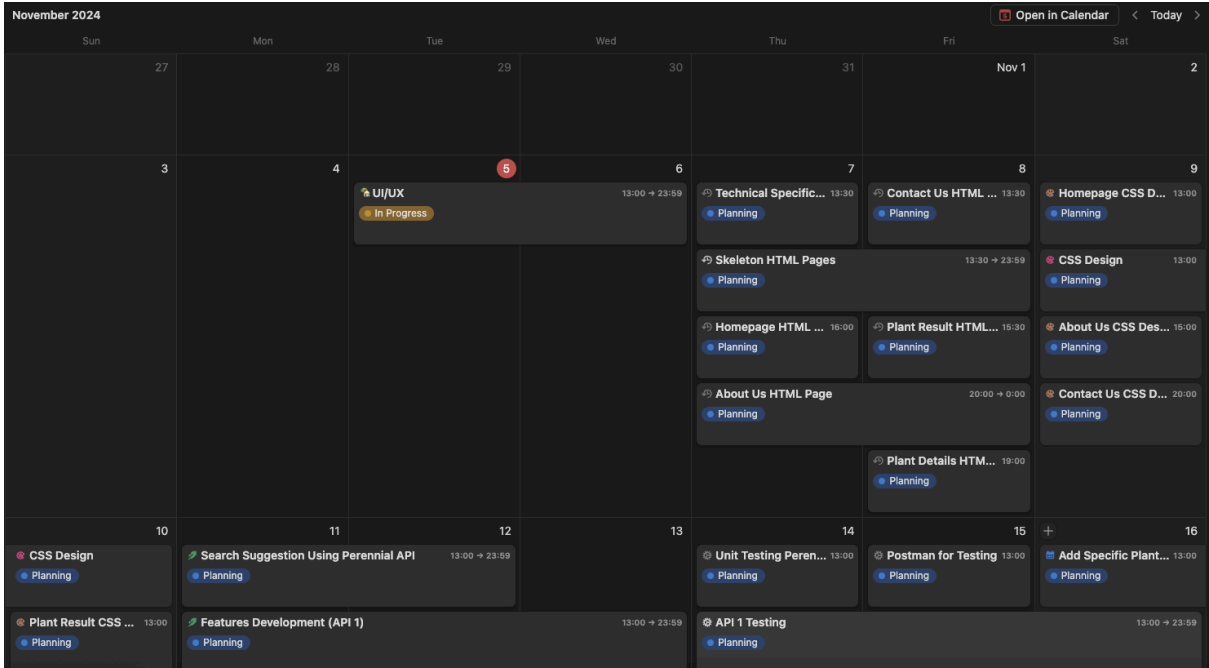 November 2024
5 Open in Calendar < Today >
Sun Mon Tue Wed Thu Fri Sat
27 28 29 30 31 Nov 1 2
3 4 5 6 7 8 9
UI/UX 13:00 → 23:59
In Progress
Technical Specific... 13:30
Planning
Contact Us HTML ... 13:30
Planning
Homepage CSS D... 13:00
Planning
Skeleton HTML Pages 13:30 → 23:59
Planning
CSS Design 13:00
Planning
Homepage HTML ... 16:00
Planning
Plant Result HTML... 15:30
Planning
About Us CSS Des... 15:00
Planning
About Us HTML Page 20:00 → 0:00
Planning
Contact Us CSS D... 20:00
Planning
Plant Details HTM... 19:00
Planning
10 11 12 13 14 15 + 16
CSS Design
Planning
Search Suggestion Using Perennial API 13:00 → 23:59
Planning
Unit Testing Peren... 13:00
Planning
Postman for Testing 13:00
Planning
Add Specific Plant... 13:00
Planning
Plant Result CSS ... 13:00
Planning
Features Development (API 1) 13:00 → 23:59
Planning
API 1 Testing 13:00 → 23:59
Planning